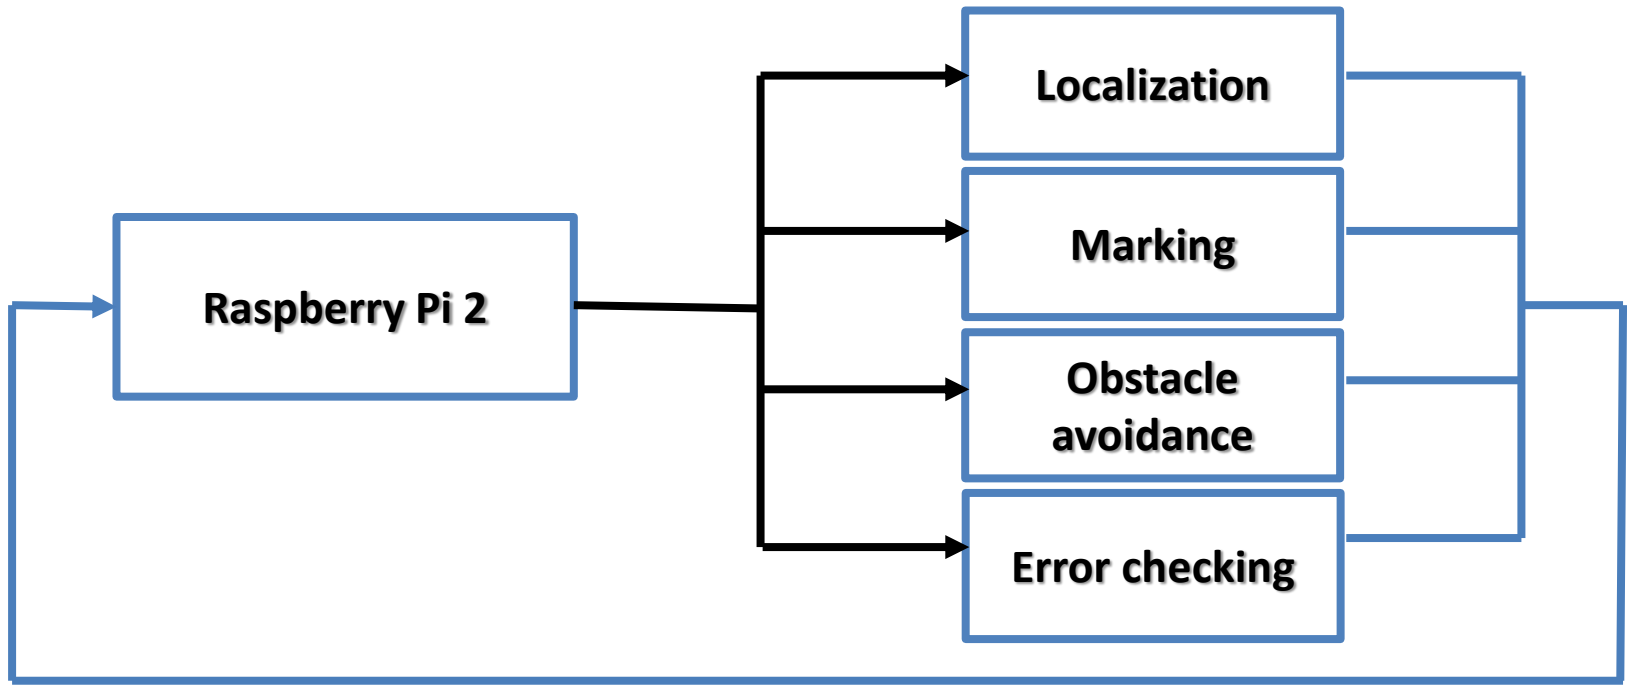 Localization
Marking
Raspberry Pi 2
Obstacle
avoidance
Error checking